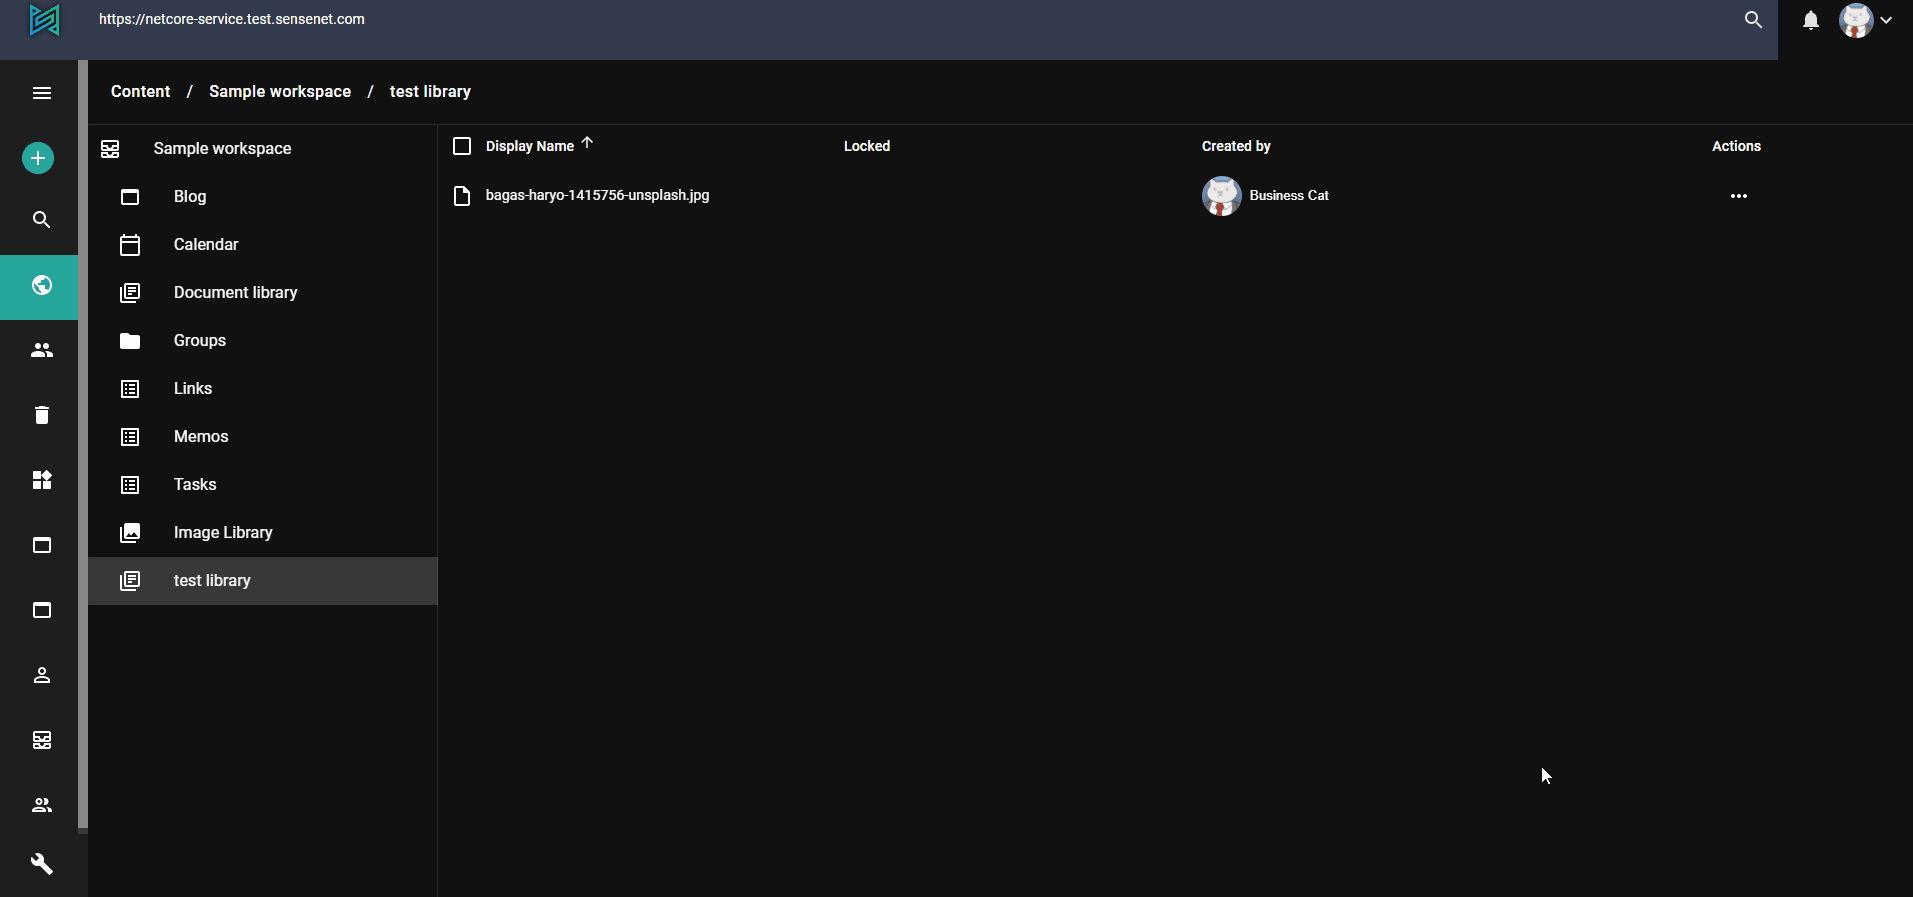 https://netcore-service.test.sensenet.com
Content / Sample workspace / test library
Sample workspace
Blog
Calendar
Document library
Groups
Links
Memos
Tasks
Image Library
test library
Display Name Locked Created by Actions
bagas-haryo-1415756-unsplash.jpg Business Cat